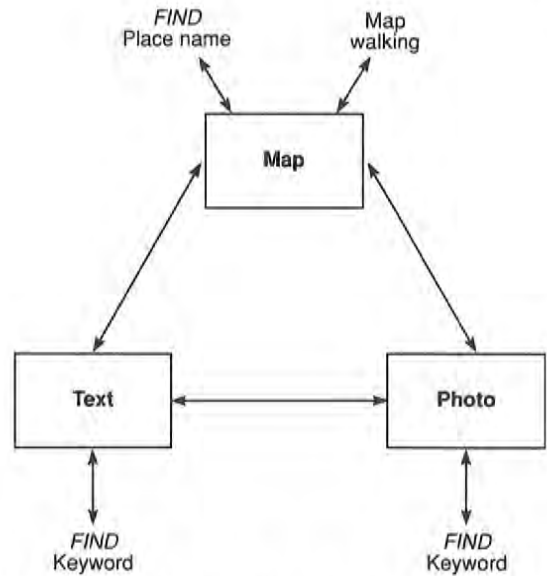 FIND
Place name
Map
walking
Map
Text
Photo
FIND
Keyword
FIND
Keyword